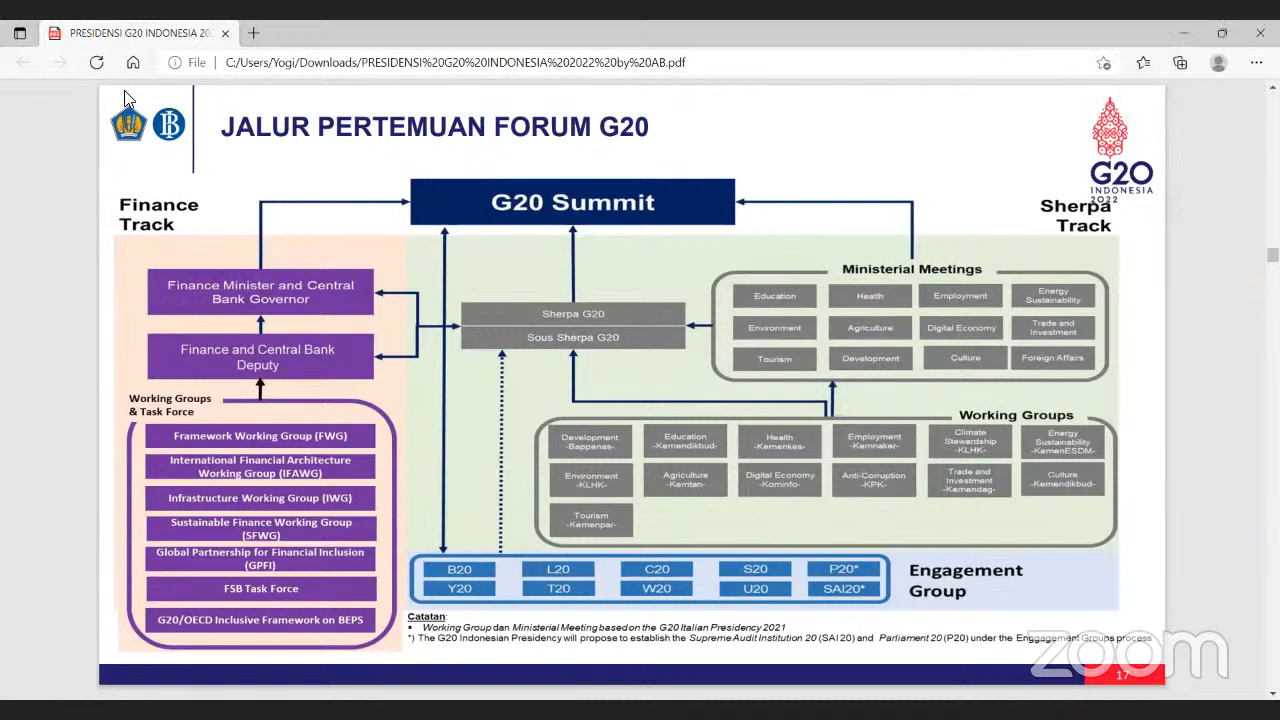 PRESIDENSI G20 INDONESIA 20
File
C:/Users/Yogi/Downloads/PRESIDENSI%20G20%20INDONESIA%202022%20by%20AB.pdf
JALUR PERTEMUAN FORUM G20
G20
INDONESIA
2022
Finance
Track
G20 Summit
Sherpa
Track
Finance Minister and Central
Bank Governor
Finance and Central Bank
Deputy
Working Groups
& Task Force
Framework Working Group (FWG)
International Financial Architecture
Working Group (IFAWG)
Infrastructure Working Group (IWG)
Sustainable Finance Working Group
(SFWG)
Global Partnership for Financial Inclusion
(GPFI)
FSB Task Force
G20/OECD Inclusive Framework on BEPS
Sherpa G20
Sous Sherpa G20
Ministerial Meetings
Education
Health
Employment
Energy
Sustainability
Environment
Agriculture
Digital Economy
Trade and
Investment
Tourism
Development
Culture
Foreign Affairs
Working Groups
Development
-Bappenas-
Education
-Kemendikbud-
Health
-Kemenkes-
Employment
-Kemnaker-
Climate
Stewardship
-KLHK-
Energy
Sustainability
-KemenESDM-
Environment
-KLHK-
Agriculture
-Kemtan-
Digital Economy
-Kominfo-
Anti-Corruption
-KPK-
Trade and
Investment
-Kemendag-
Culture
-Kemendikbud-
Tourism
-Kemenpar-
B20
L20
C20
S20
P20*
Y20
T20
W20
U20
SAI20*
Engagement
Group
Catatan:
• Working Group dan Ministerial Meeting based on the G20 Italian Presidency 2021
*) The G20 Indonesian Presidency will propose to establish the Supreme Audit Institution 20 (SAI 20) and Parliament 20 (P20) under the Enggagement Groups process
zoom
17